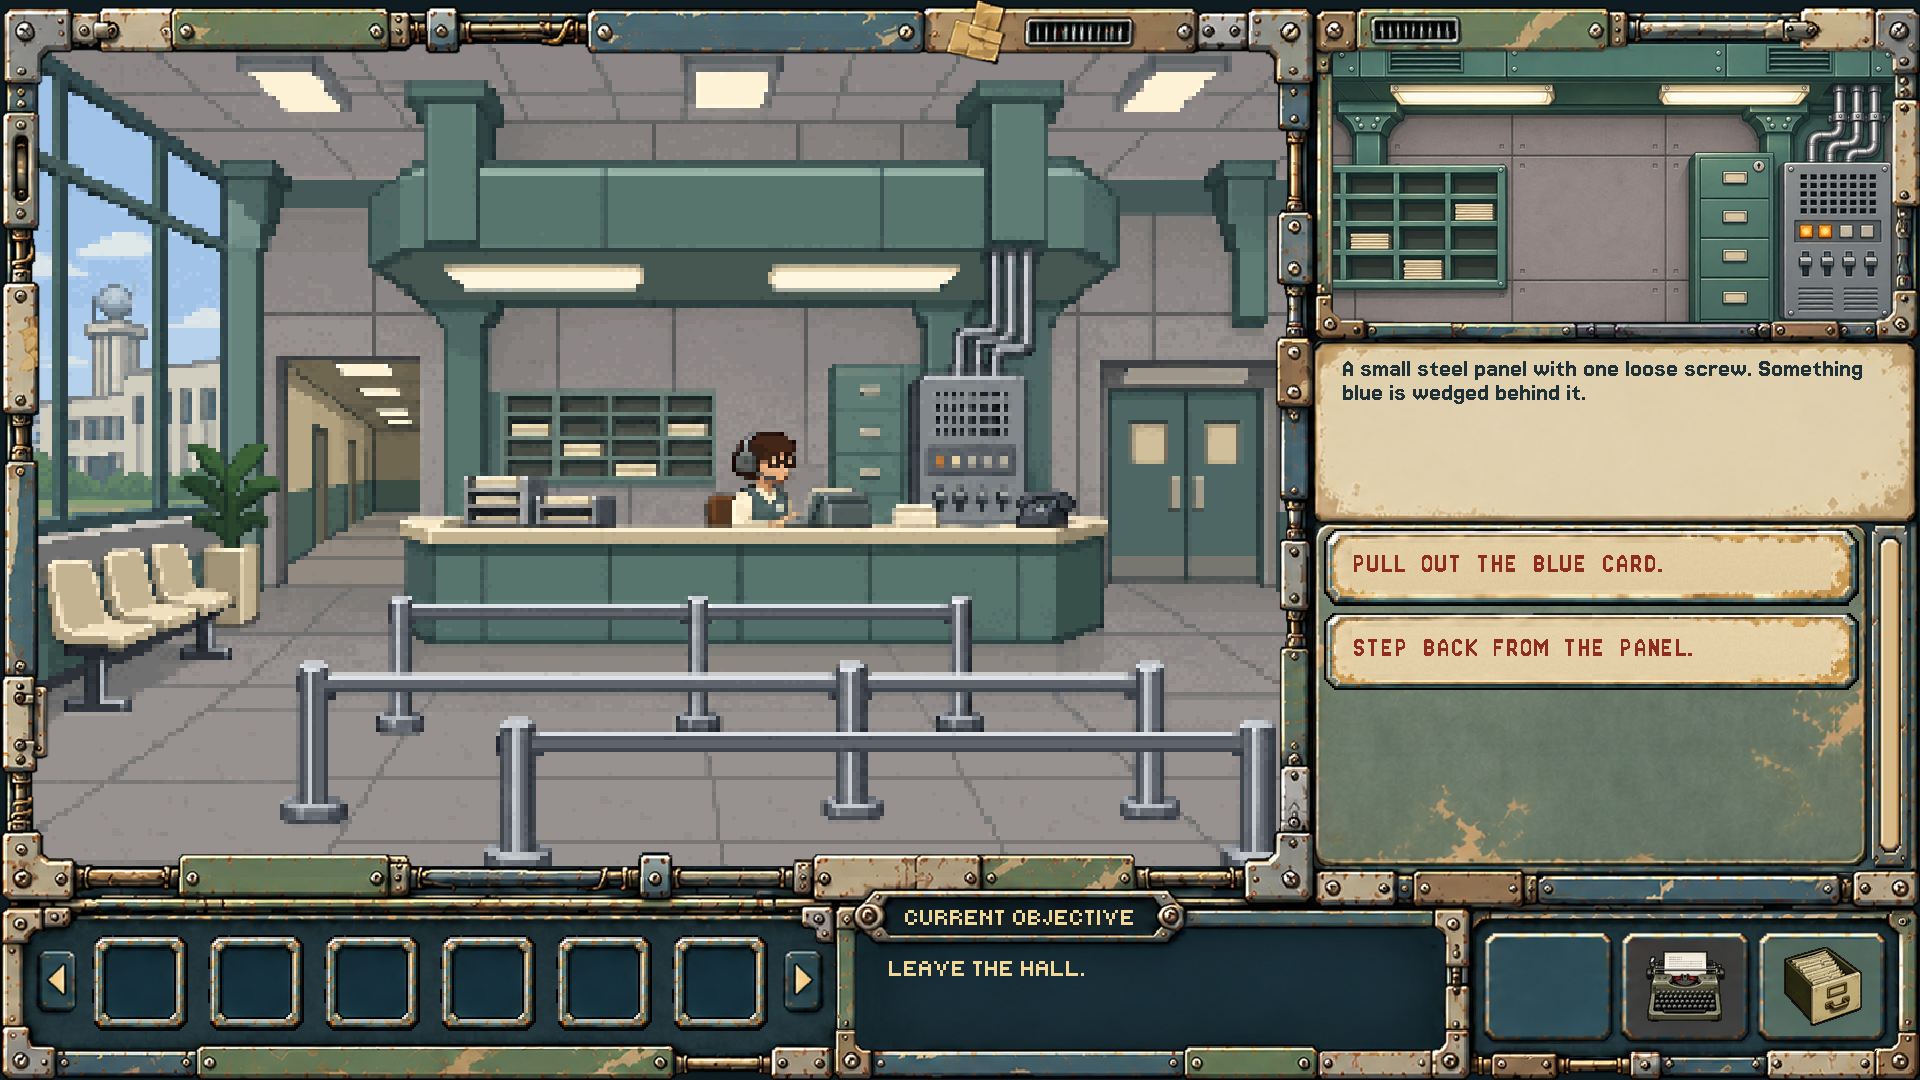 A small steel panel with one loose screw. Something
blue is wedged behind it.
PULL OUT THE BLUE CARD.
STEP BACK FROM THE PANEL.
CURRENT OBJECTIVE
LEAVE THE HALL.